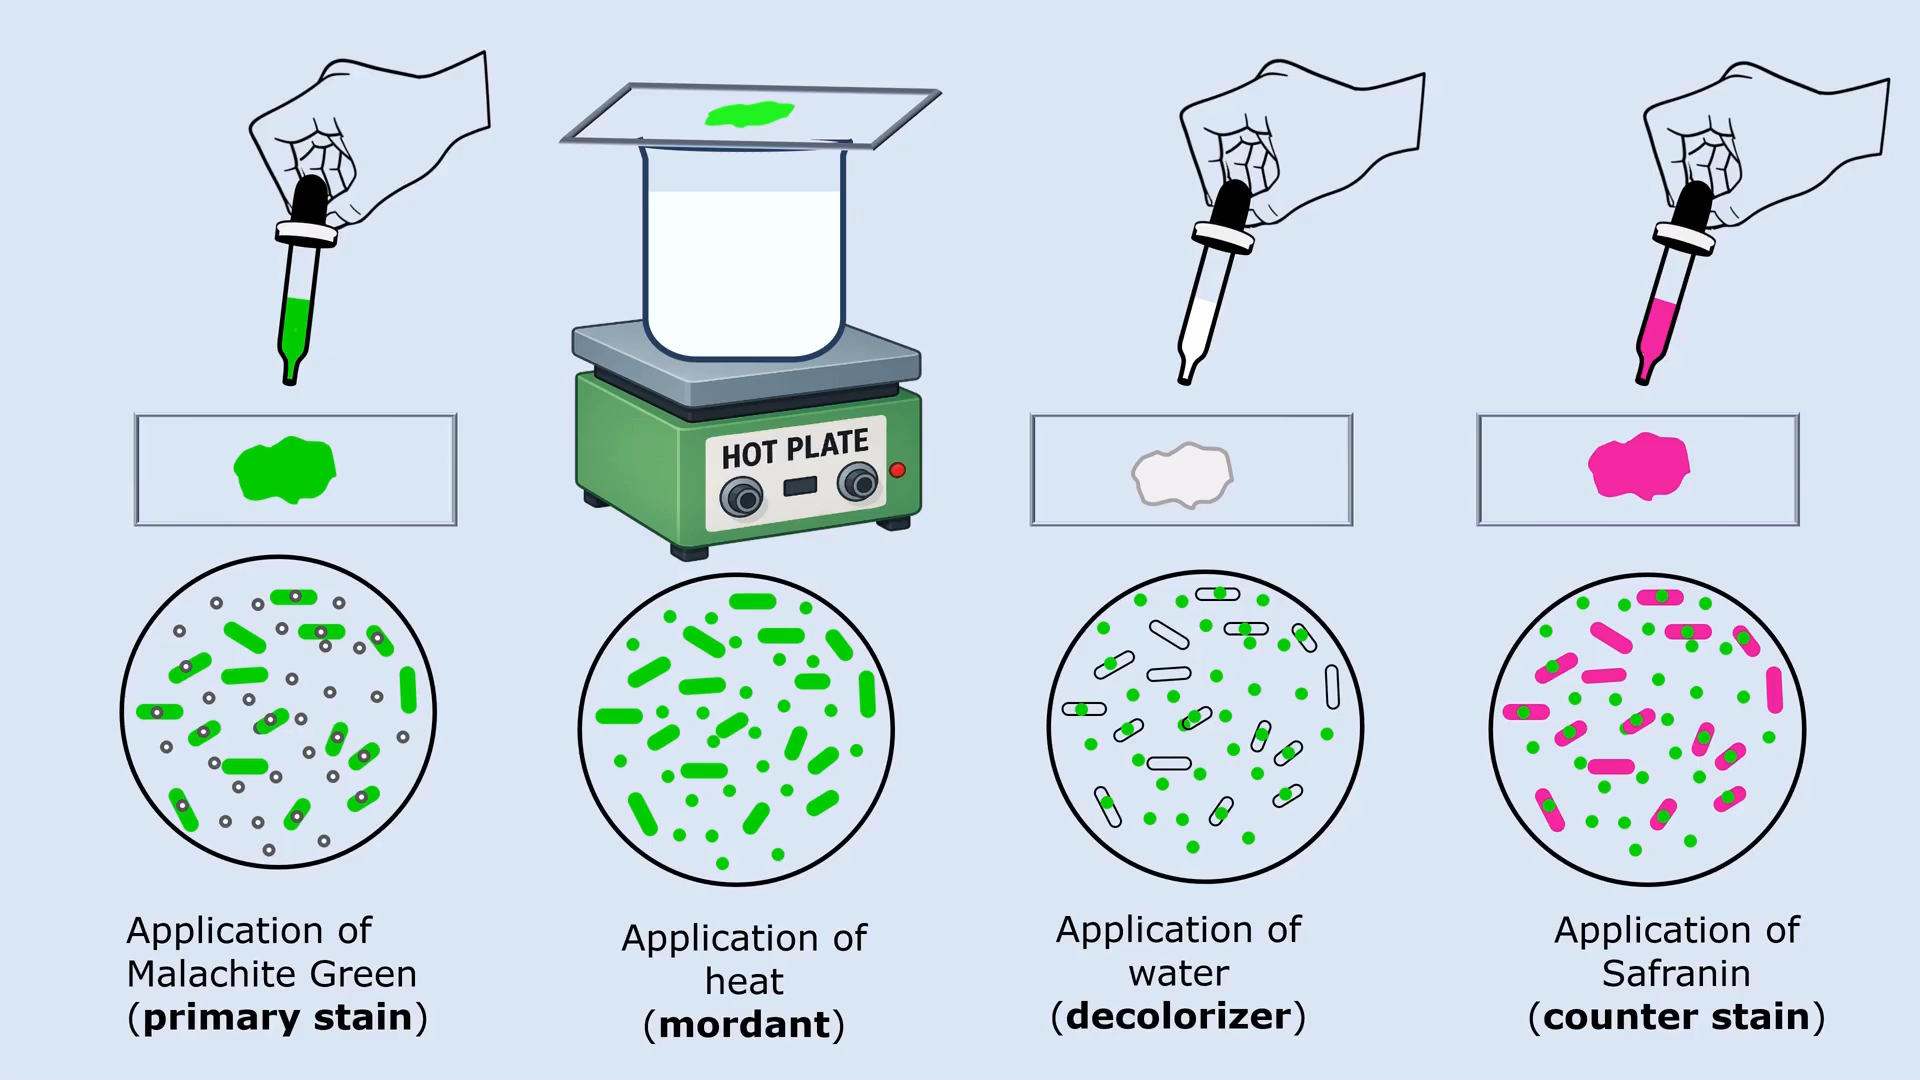 HOT PLATE
Application of
Malachite Green
(primary stain)
Application of
heat
(mordant)
Application of
water
(decolorizer)
Application of
Safranin
(counter stain)